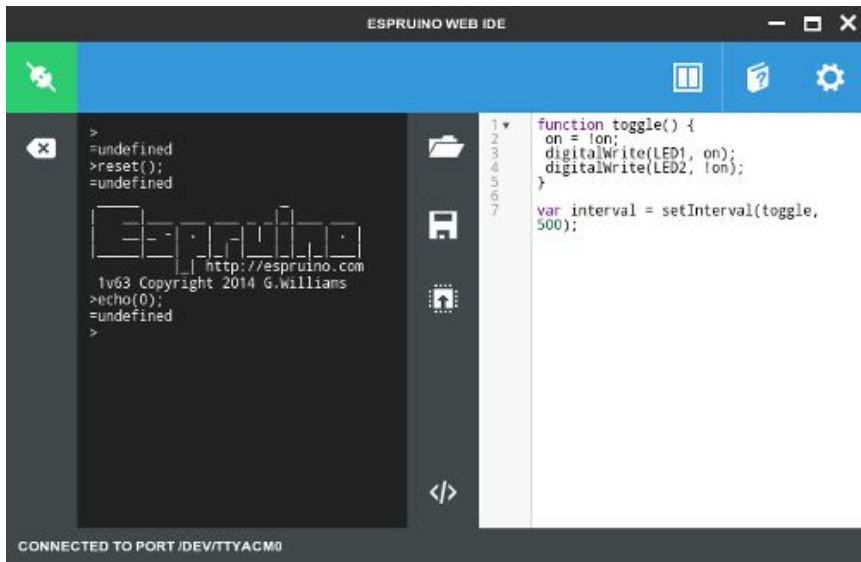 ESPRUINO WEB IDE
>
=undefined
>reset();
=undefined
Espruino
http://espruino.com
1v63 Copyright 2014 G.Williams
>echo(0);
=undefined
>
1 function toggle() {
2 on = !on;
3 digitalWrite(LED1, on);
4 digitalWrite(LED2, !on);
5 }
6
7 var interval = setInterval(toggle,
500);
</>
CONNECTED TO PORT /DEV/TTYACM0